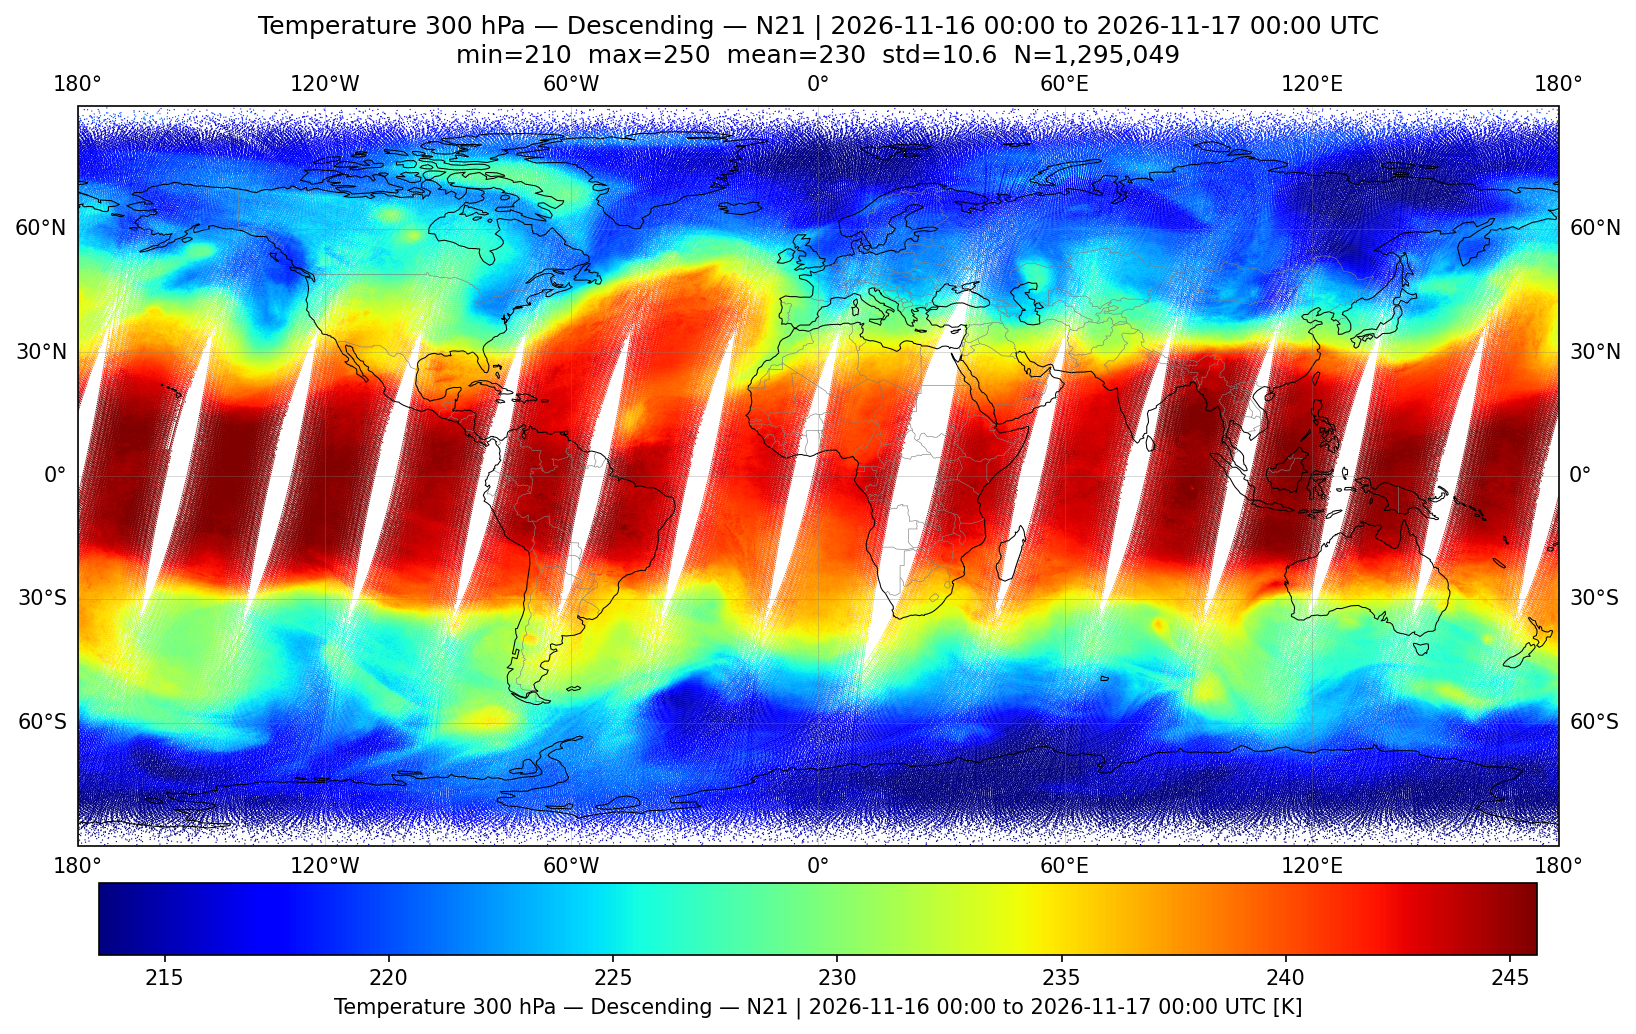 Temperature 300 hPa — Descending — N21 | 2026-11-16 00:00 to 2026-11-17 00:00 UTC
min=210  max=250  mean=230  std=10.6  N=1,295,049
180° 120°W 60°W 0° 60°E 120°E 180°
60°N 60°N
30°N 30°N
0° 0°
30°S 30°S
60°S 60°S
180° 120°W 60°W 0° 60°E 120°E 180°
215 220 225 230 235 240 245
Temperature 300 hPa — Descending — N21 | 2026-11-16 00:00 to 2026-11-17 00:00 UTC [K]